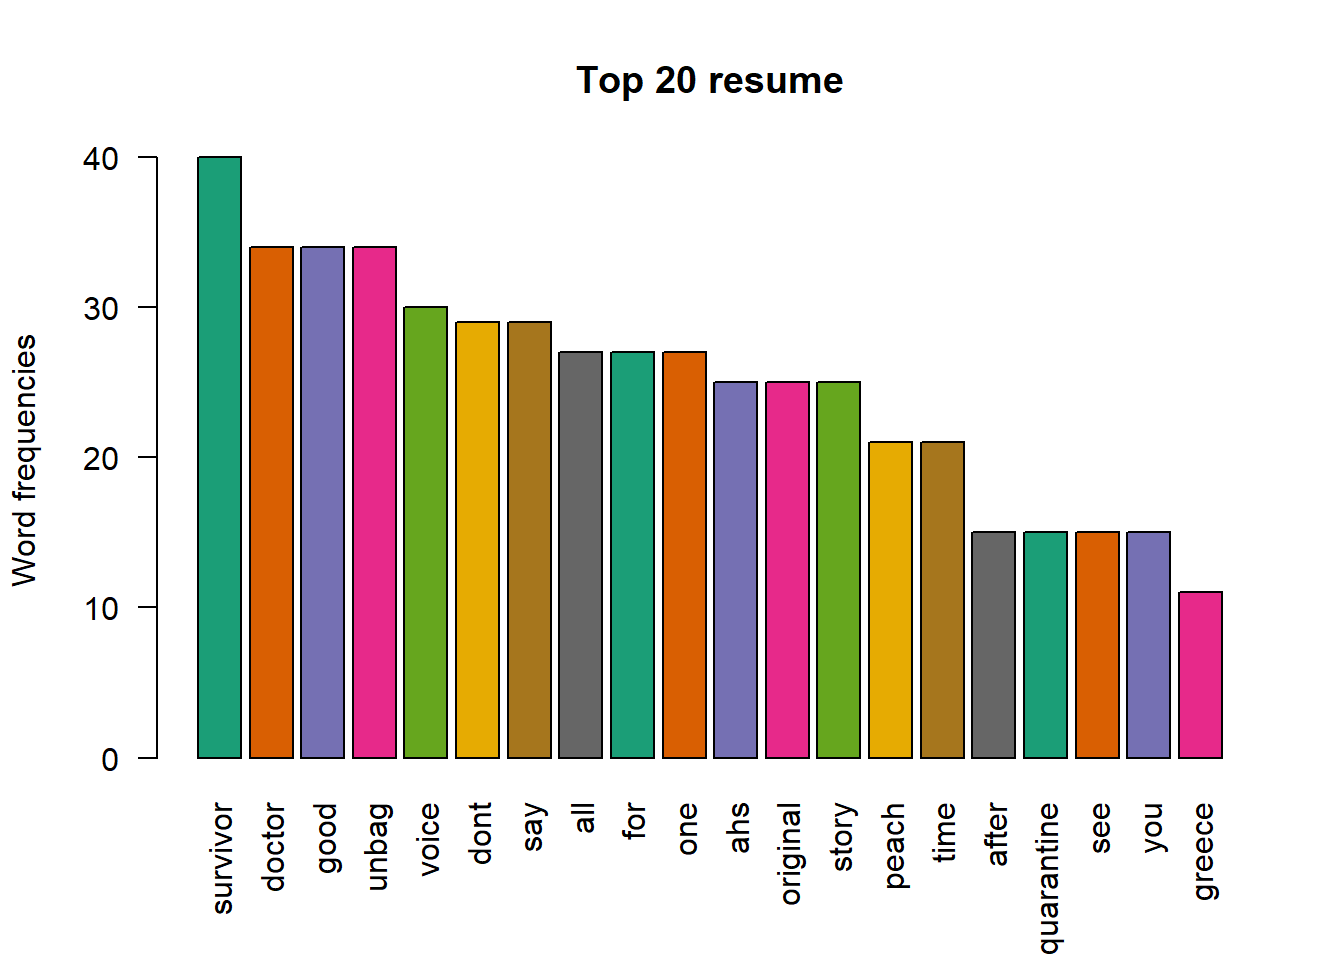 Top 20 resume
Word frequencies
40
30
20
10
0
survivor
doctor
good
unbag
voice
dont
say
all
for
one
ahs
original
story
peach
time
after
quarantine
see
you
greece